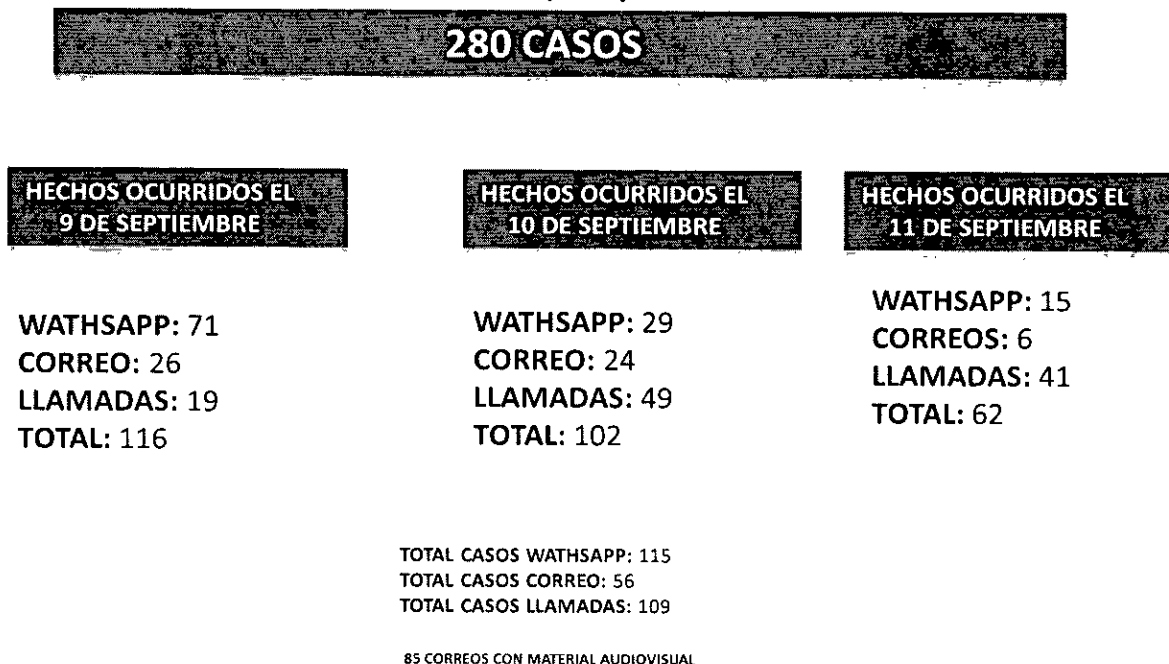 280 CASOS
HECHOS OCURRIDOS EL
9 DE SEPTIEMBRE
WATHSAPP: 71
CORREO: 26
LLAMADAS: 19
TOTAL: 116
HECHOS OCURRIDOS EL
10 DE SEPTIEMBRE
WATHSAPP: 29
CORREO: 24
LLAMADAS: 49
TOTAL: 102
HECHOS OCURRIDOS EL
11 DE SEPTIEMBRE
WATHSAPP: 15
CORREOS: 6
LLAMADAS: 41
TOTAL: 62
TOTAL CASOS WATHSAPP: 115
TOTAL CASOS CORREO: 56
TOTAL CASOS LLAMADAS: 109
85 CORREOS CON MATERIAL AUDIOVISUAL